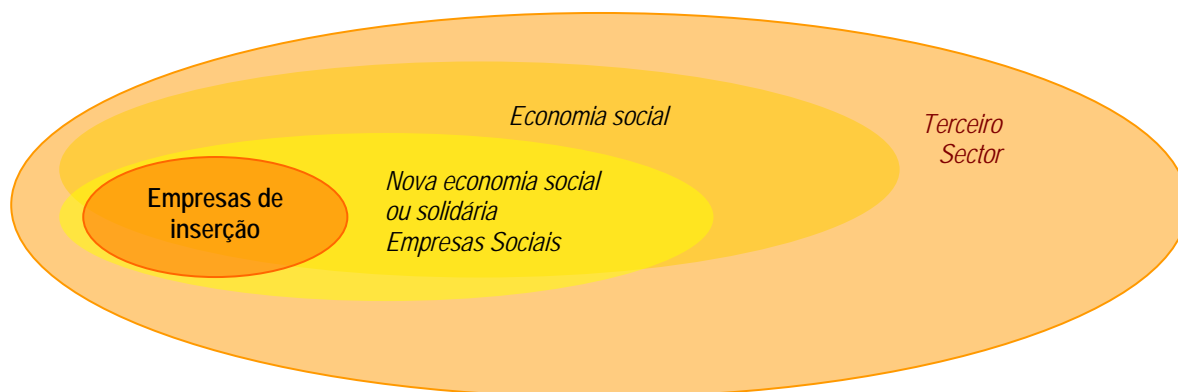 Economia social
Terceiro
Sector
Nova economia social
ou solidária
Empresas Sociais
Empresas de
inserção